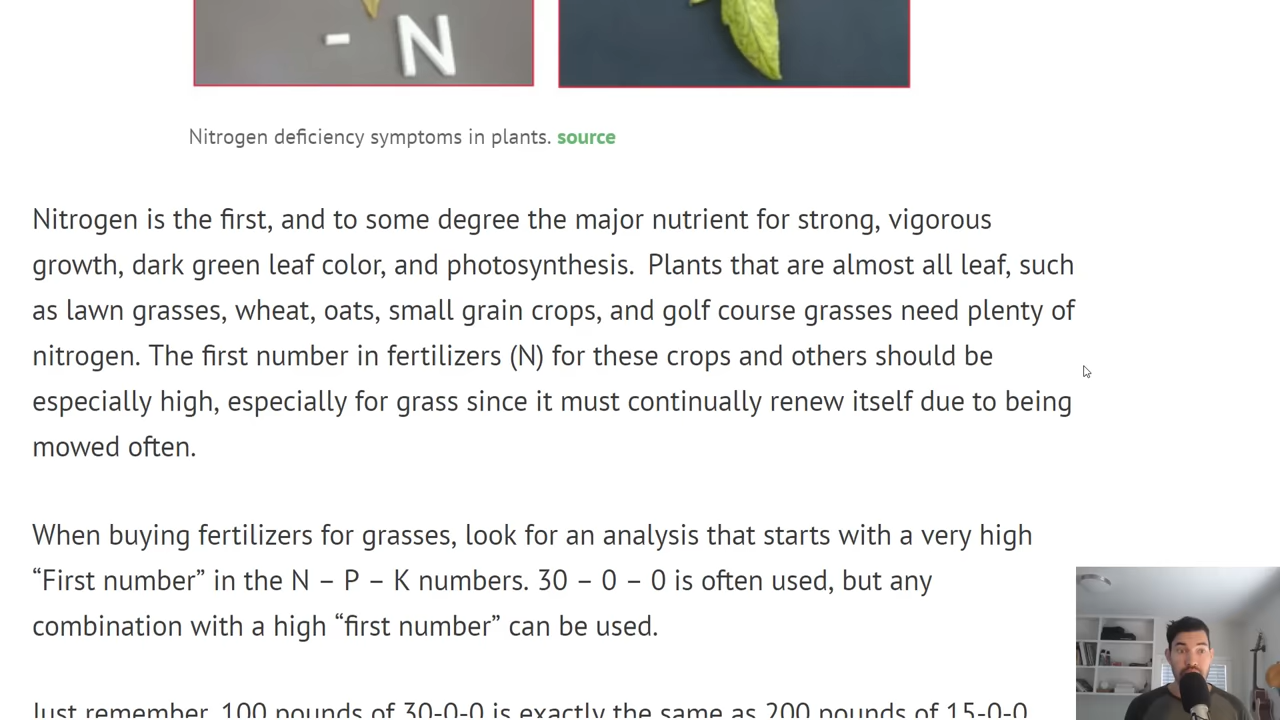 - N
Nitrogen deficiency symptoms in plants. source
Nitrogen is the first, and to some degree the major nutrient for strong, vigorous
growth, dark green leaf color, and photosynthesis.  Plants that are almost all leaf, such
as lawn grasses, wheat, oats, small grain crops, and golf course grasses need plenty of
nitrogen. The first number in fertilizers (N) for these crops and others should be
especially high, especially for grass since it must continually renew itself due to being
mowed often.
When buying fertilizers for grasses, look for an analysis that starts with a very high
“First number” in the N – P – K numbers. 30 – 0 – 0 is often used, but any
combination with a high “first number” can be used.
Just remember, 100 pounds of 30-0-0 is exactly the same as 200 pounds of 15-0-0